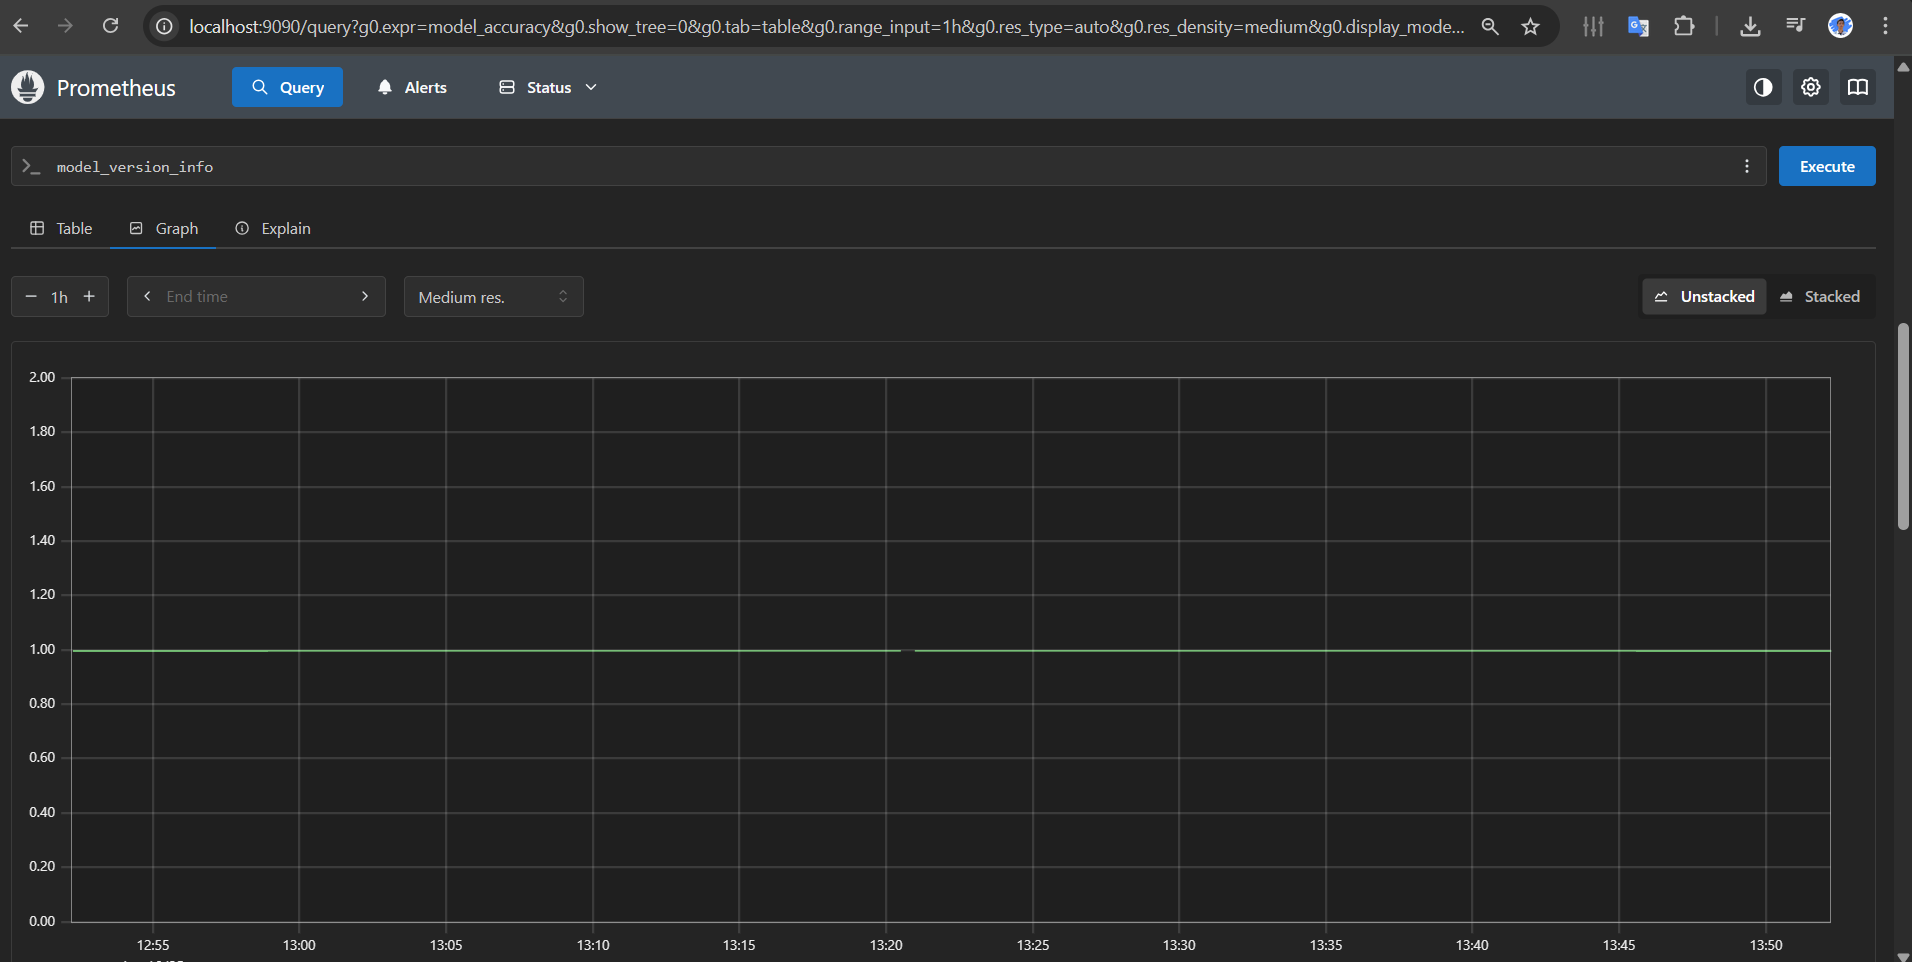 localhost:9090/query?g0.expr=model_accuracy&g0.show_tree=0&g0.tab=table&g0.range_input=1h&g0.res_type=auto&g0.res_density=medium&g0.display_mode...
Prometheus
Query
Alerts
Status
>_ model_version_info
Execute
Table
Graph
Explain
1h
End time
Medium res.
Unstacked
Stacked
2.00
1.80
1.60
1.40
1.20
1.00
0.80
0.60
0.40
0.20
0.00
12:55 13:00 13:05 13:10 13:15 13:20 13:25 13:30 13:35 13:40 13:45 13:50